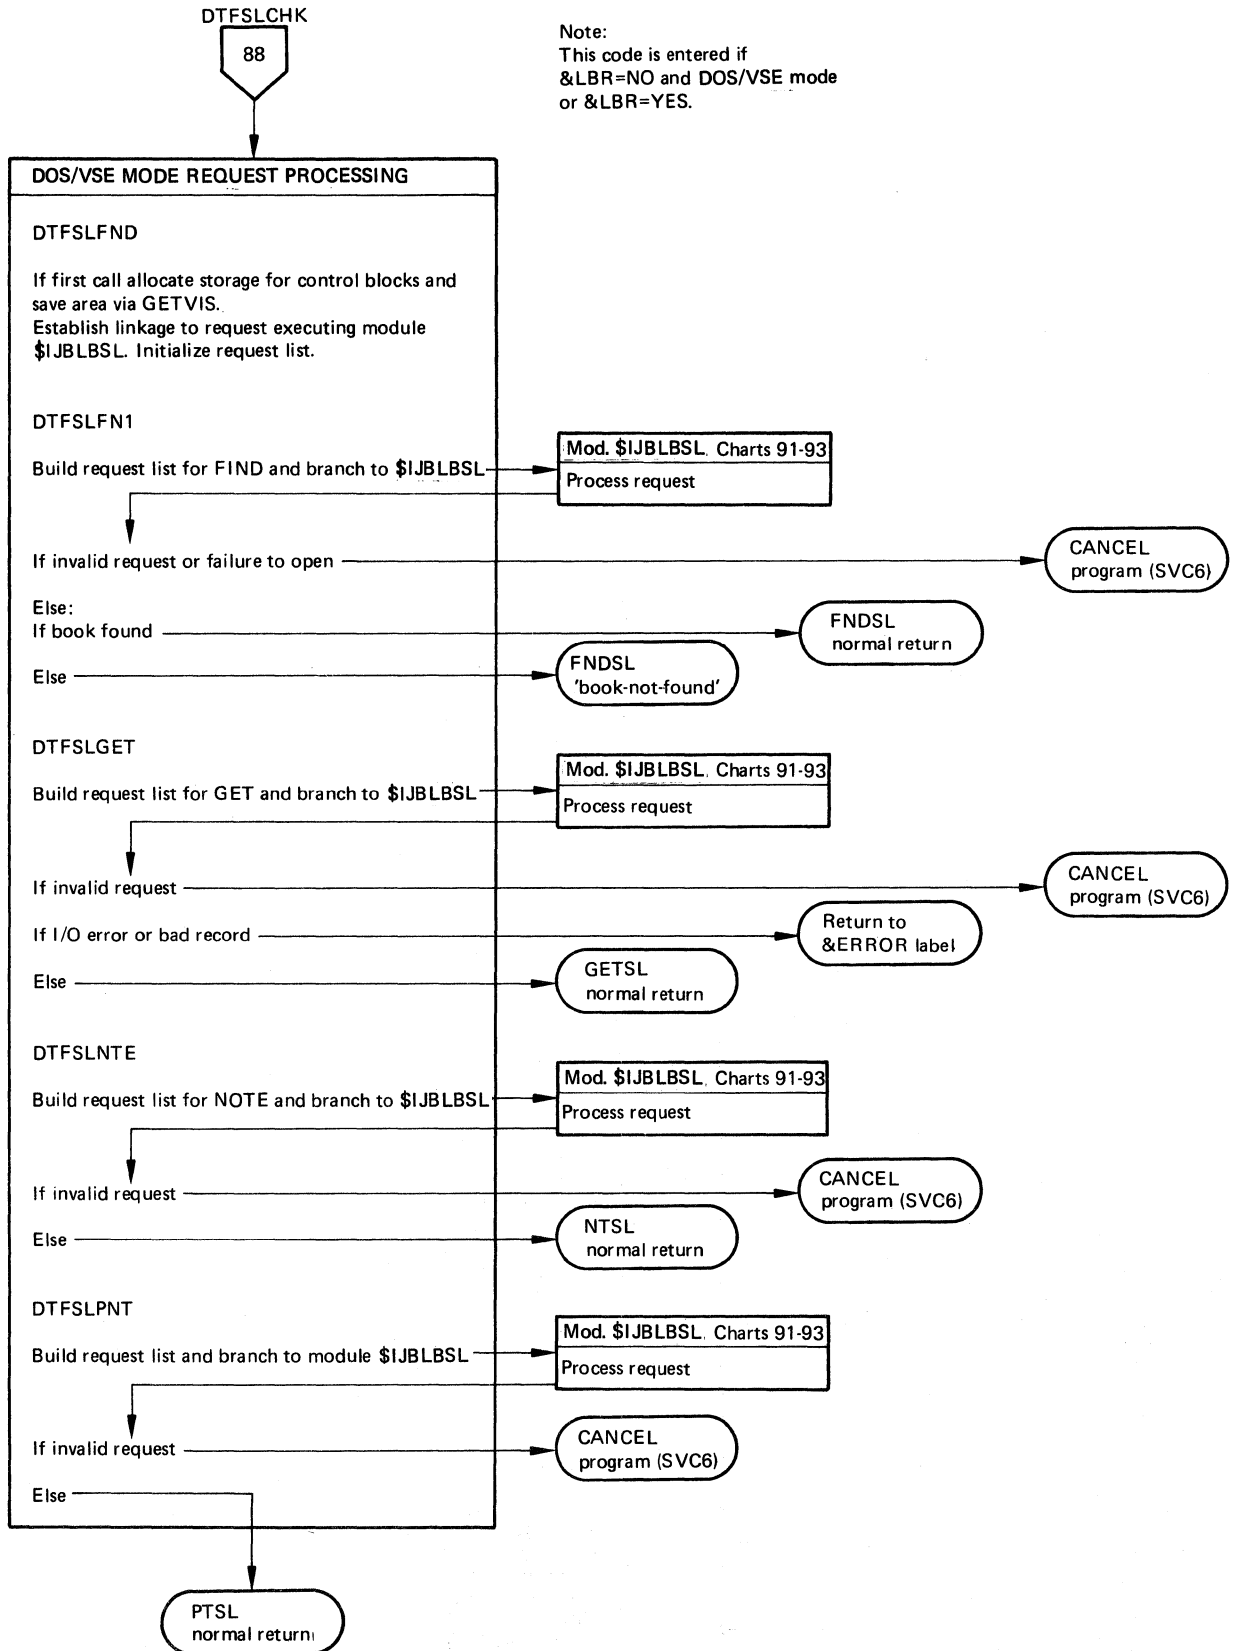 DTFSLCHK
88
Note:
This code is entered if
&LBR=NO and DOS/VSE mode
or &LBR=YES.
DOS/VSE MODE REQUEST PROCESSING
DTFSLFND
If first call allocate storage for control blocks and
save area via GETVIS.
Establish linkage to request executing module
$IJBLBSL. Initialize request list.
DTFSLFN1
Build request list for FIND and branch to $IJBLBSL
Mod. $IJBLBSL, Charts 91-93
Process request
If invalid request or failure to open
CANCEL
program (SVC6)
Else:
If book found
FNDSL
normal return
Else
FNDSL
'book-not-found'
DTFSLGET
Build request list for GET and branch to $IJBLBSL
Mod. $IJBLBSL, Charts 91-93
Process request
If invalid request
CANCEL
program (SVC6)
If I/O error or bad record
Return to
&ERROR label
Else
GETSL
normal return
DTFSLNTE
Build request list for NOTE and branch to $IJBLBSL
Mod. $IJBLBSL, Charts 91-93
Process request
If invalid request
CANCEL
program (SVC6)
Else
NTSL
normal return
DTFSLPNT
Build request list and branch to module $IJBLBSL
Mod. $IJBLBSL, Charts 91-93
Process request
If invalid request
CANCEL
program (SVC6)
Else
PTSL
normal return